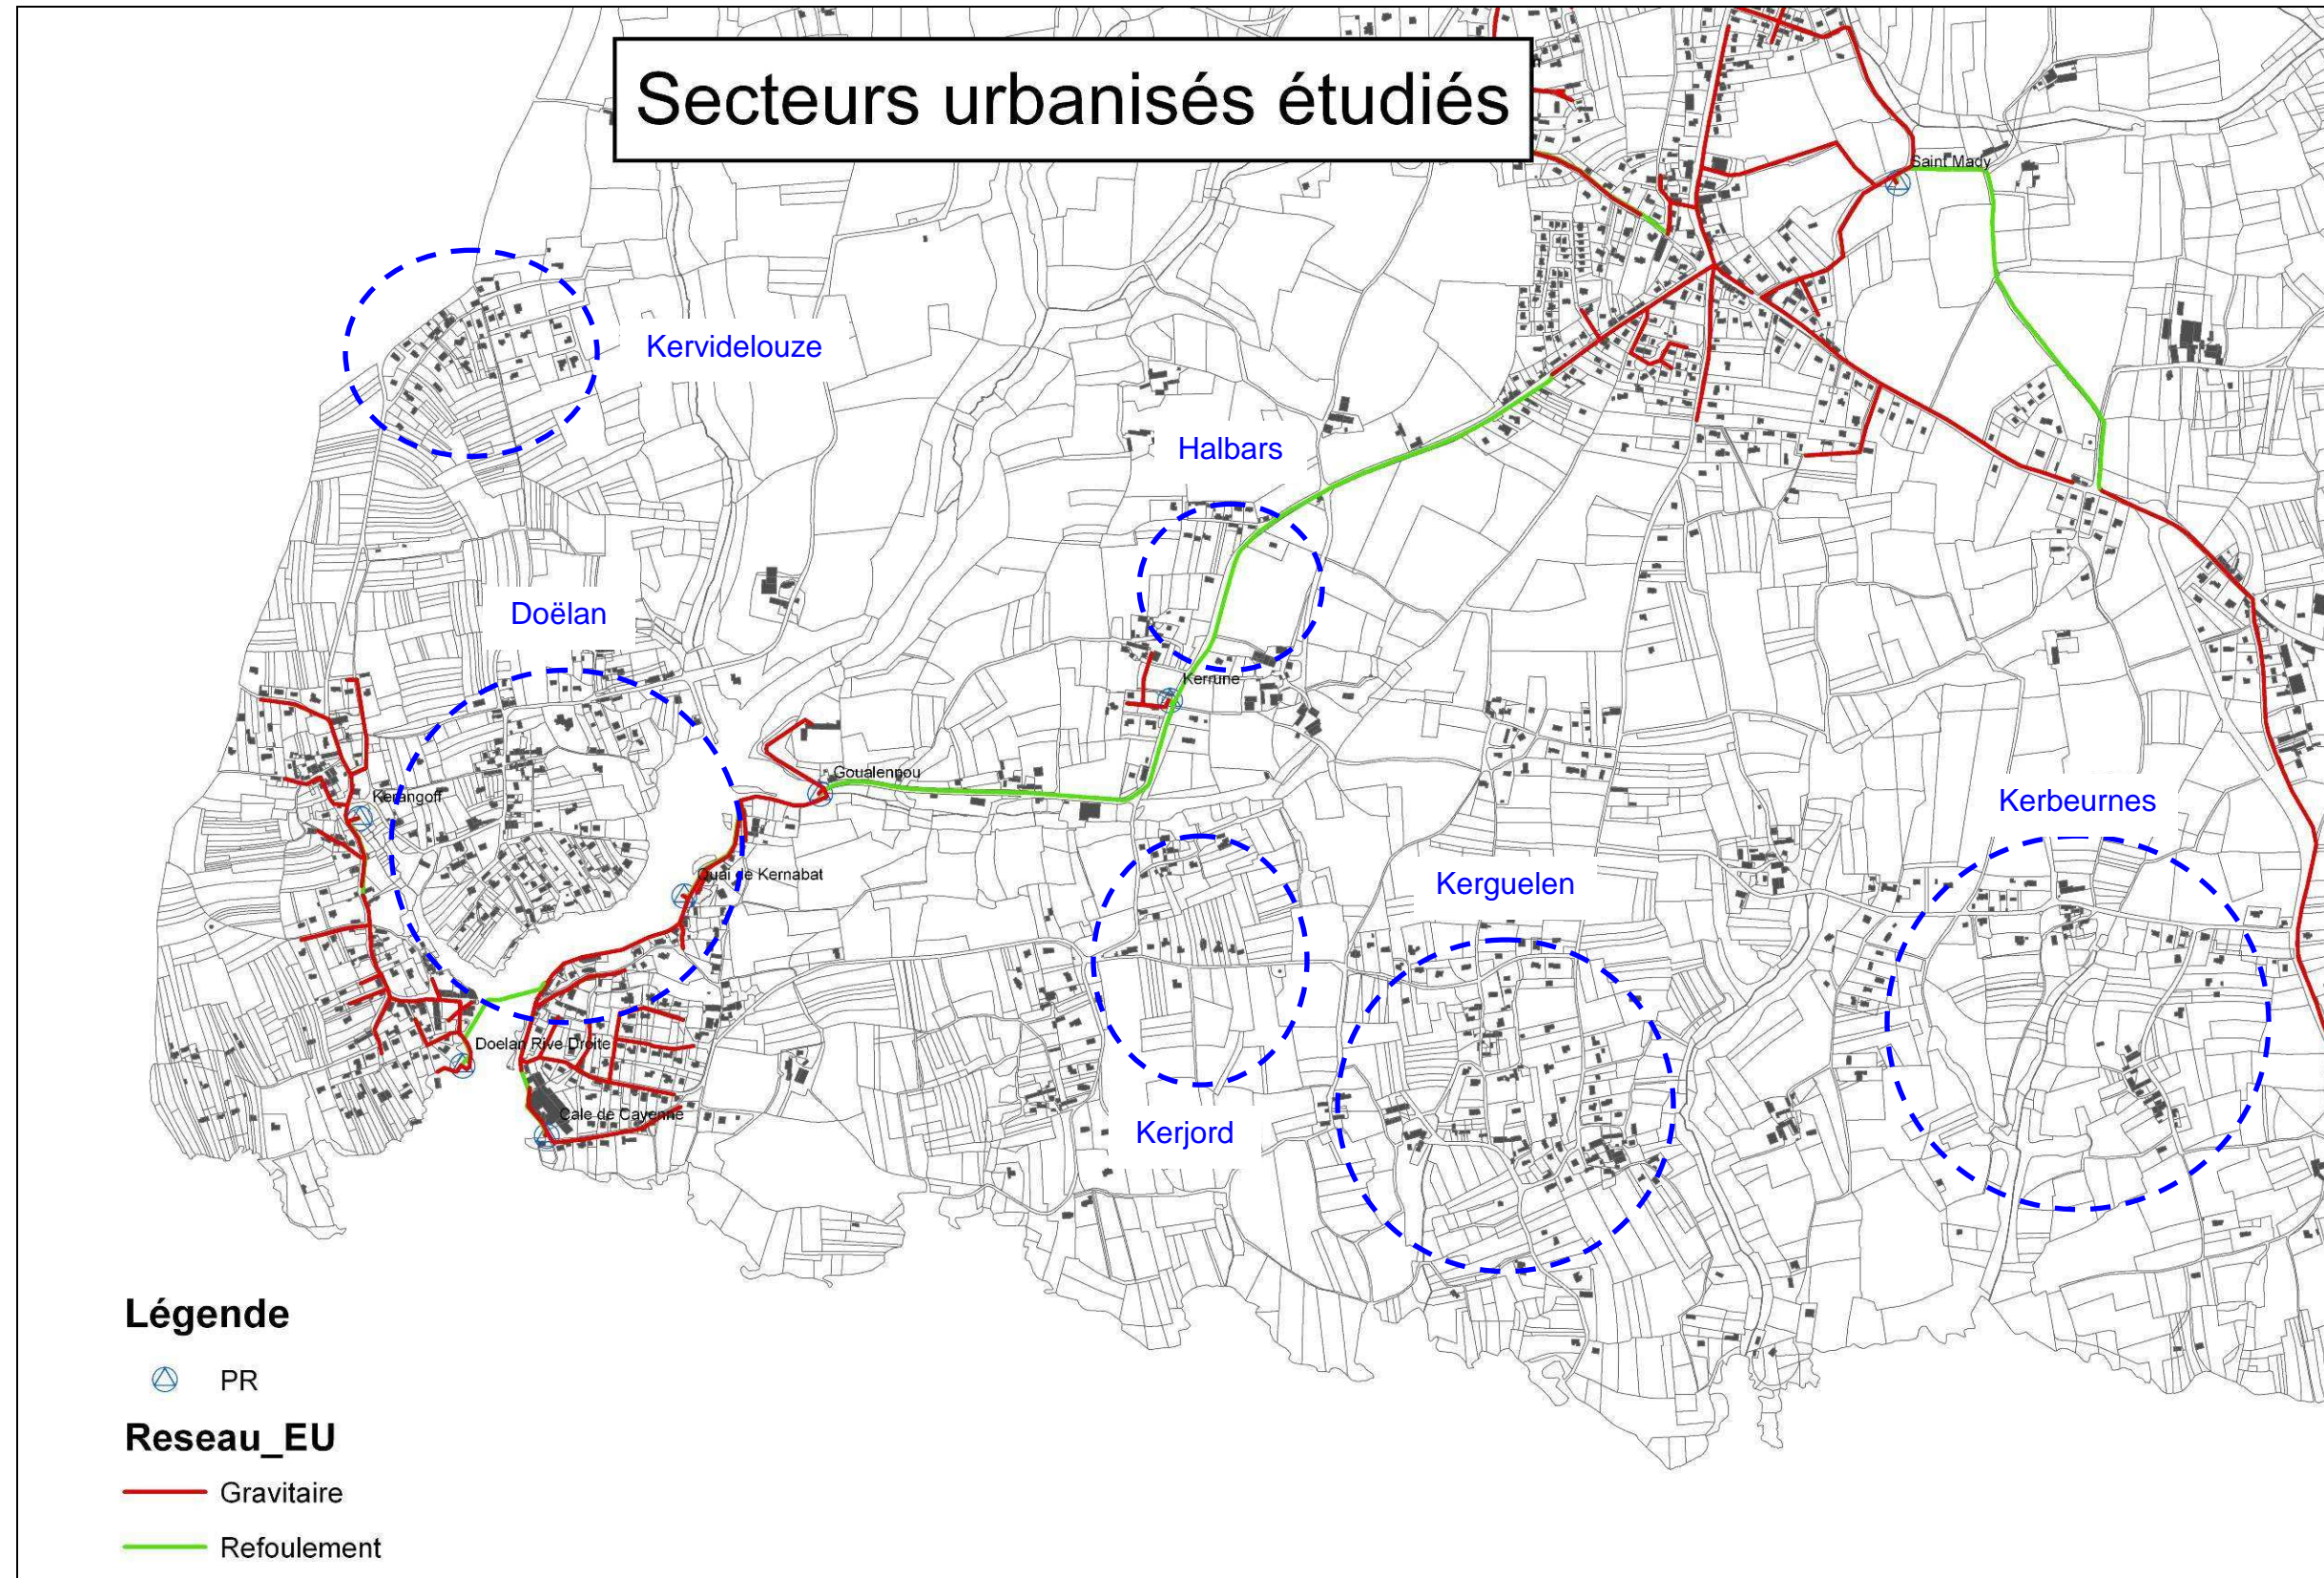 Secteurs urbanisés étudiés
Saint Mady
Kervidelouze
Halbars
Doëlan
Kerrune
Goualennou
Kerangoff
Kerbeurnes
Quai de Kernabat
Kerguelen
Doelan Rive Droite
Cale de Cayenne
Kerjord
Légende
PR
Reseau_EU
Gravitaire
Refoulement